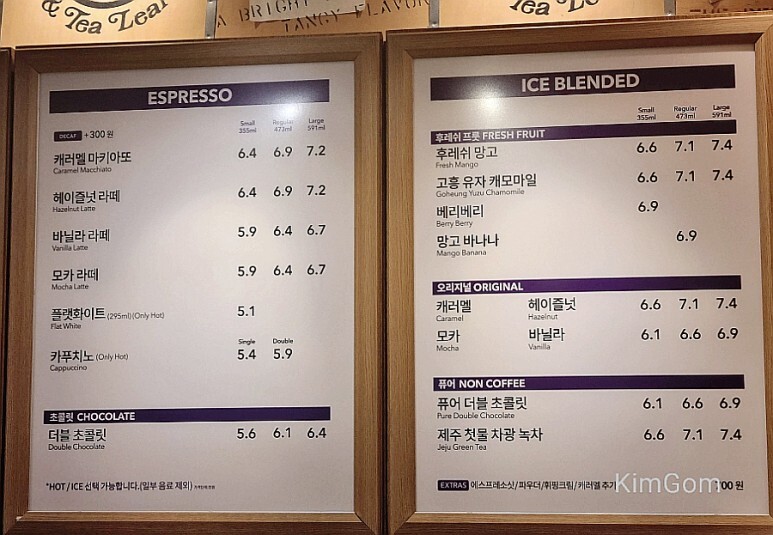 & Tea Leaf
A BRIGHT
TANGY FLAVOR
ESPRESSO
Small 355ml Regular 473ml Large 591ml
DECAF +300원
캐러멜 마키아또 6.4 6.9 7.2
Caramel Macchiato
헤이즐넛 라떼 6.4 6.9 7.2
Hazelnut Latte
바닐라 라떼 5.9 6.4 6.7
Vanilla Latte
모카 라떼 5.9 6.4 6.7
Mocha Latte
플랫화이트 (295ml)(Only Hot) 5.1
Flat White
Single Double
카푸치노 (Only Hot) 5.4 5.9
Cappuccino
초콜릿 CHOCOLATE
더블 초콜릿 5.6 6.1 6.4
Double Chocolate
*HOT / ICE 선택 가능합니다.(일부 음료 제외)
ICE BLENDED
Small 355ml Regular 473ml Large 591ml
후레쉬 프룻 FRESH FRUIT
후레쉬 망고 6.6 7.1 7.4
Fresh Mango
고흥 유자 캐모마일 6.6 7.1 7.4
Goheung Yuzu Chamomile
베리베리 6.9
Berry Berry
망고 바나나 6.9
Mango Banana
오리지널 ORIGINAL
캐러멜 헤이즐넛 6.6 7.1 7.4
Caramel Hazelnut
모카 바닐라 6.1 6.6 6.9
Mocha Vanilla
퓨어 NON COFFEE
퓨어 더블 초콜릿 6.1 6.6 6.9
Pure Double Chocolate
제주 첫물 차광 녹차 6.6 7.1 7.4
Jeju Green Tea
EXTRAS 에스프레소샷/파우더/휘핑크림/캐러멜 추가 00 원
KimGom